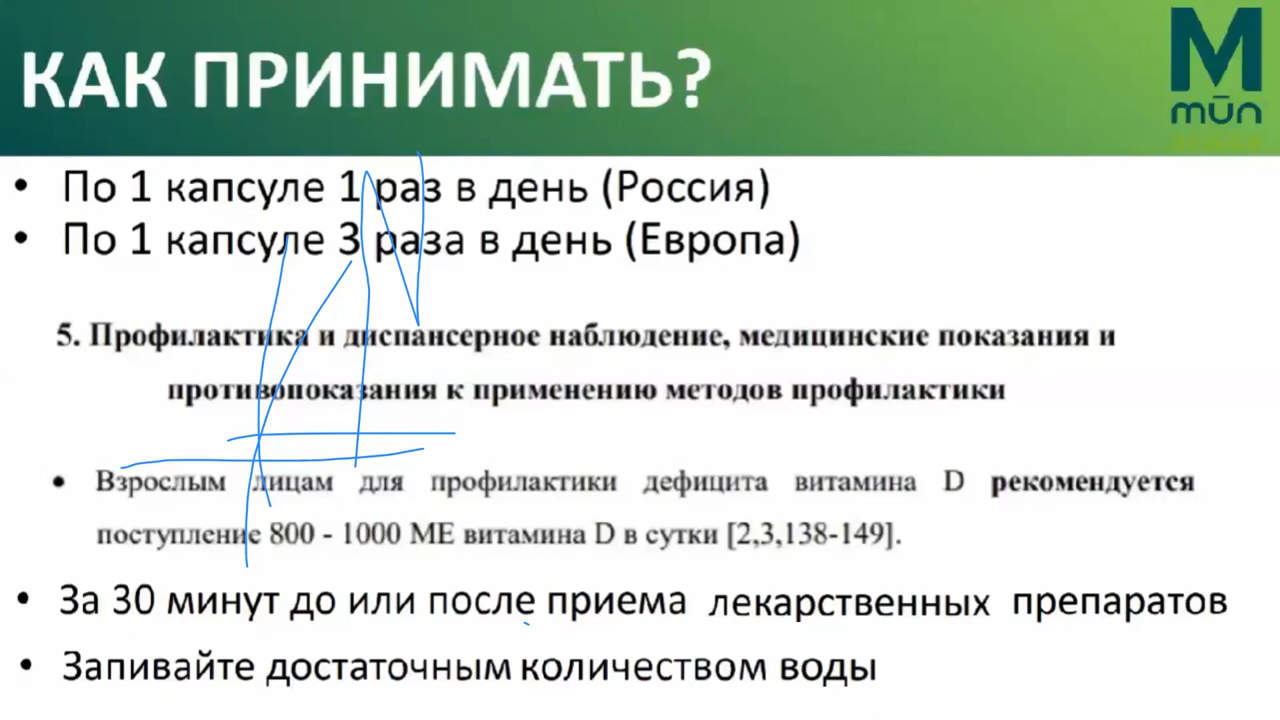 КАК ПРИНИМАТЬ?
M
mūn
• По 1 капсуле 1 раз в день (Россия)
• По 1 капсуле 3 раза в день (Европа)
5. Профилактика и диспансерное наблюдение, медицинские показания и
противопоказания к применению методов профилактики
• Взрослым лицам для профилактики дефицита витамина D рекомендуется
поступление 800 - 1000 МЕ витамина D в сутки [2,3,138-149].
• За 30 минут до или после приема лекарственных препаратов
• Запивайте достаточным количеством воды